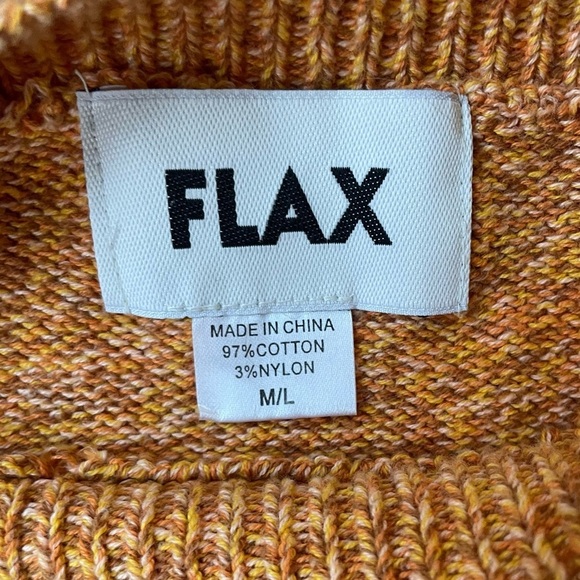 FLAX
MADE IN CHINA
97%COTTON
3%NYLON
M/L